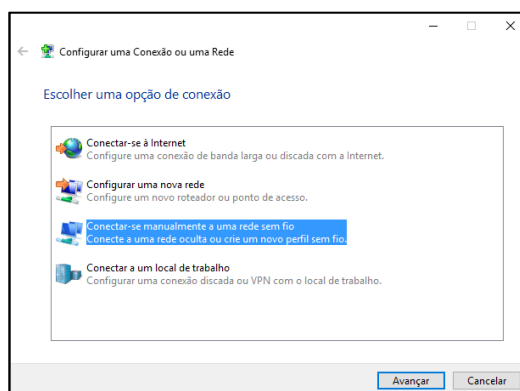 Configurar uma Conexão ou uma Rede
Escolher uma opção de conexão
Conectar-se à Internet
Configure uma conexão de banda larga ou discada com a Internet.
Configurar uma nova rede
Configure um novo roteador ou ponto de acesso.
Conectar-se manualmente a uma rede sem fio
Conecte a uma rede oculta ou crie um novo perfil sem fio.
Conectar a um local de trabalho
Configurar uma conexão discada ou VPN com o local de trabalho.
Avançar Cancelar